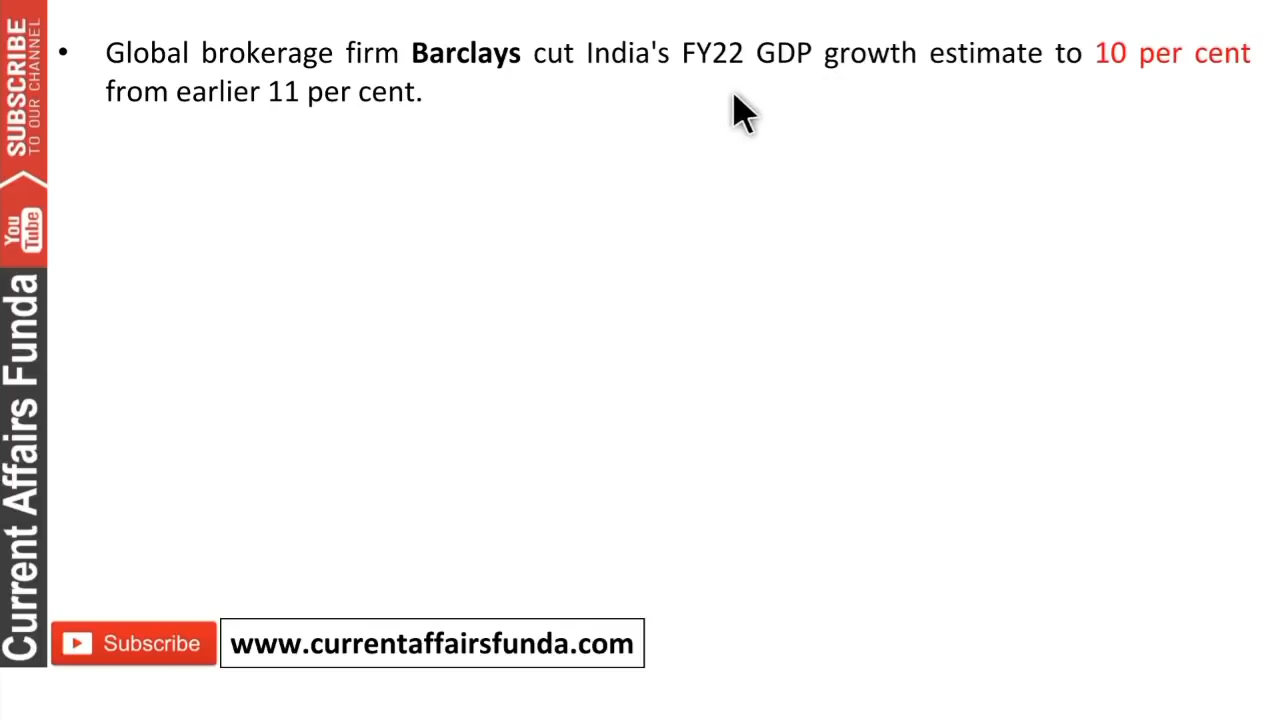 • Global brokerage firm Barclays cut India's FY22 GDP growth estimate to 10 per cent
from earlier 11 per cent.
SUBSCRIBE
TO OUR CHANNEL
You
Tube
Current Affairs Funda
Subscribe
www.currentaffairsfunda.com